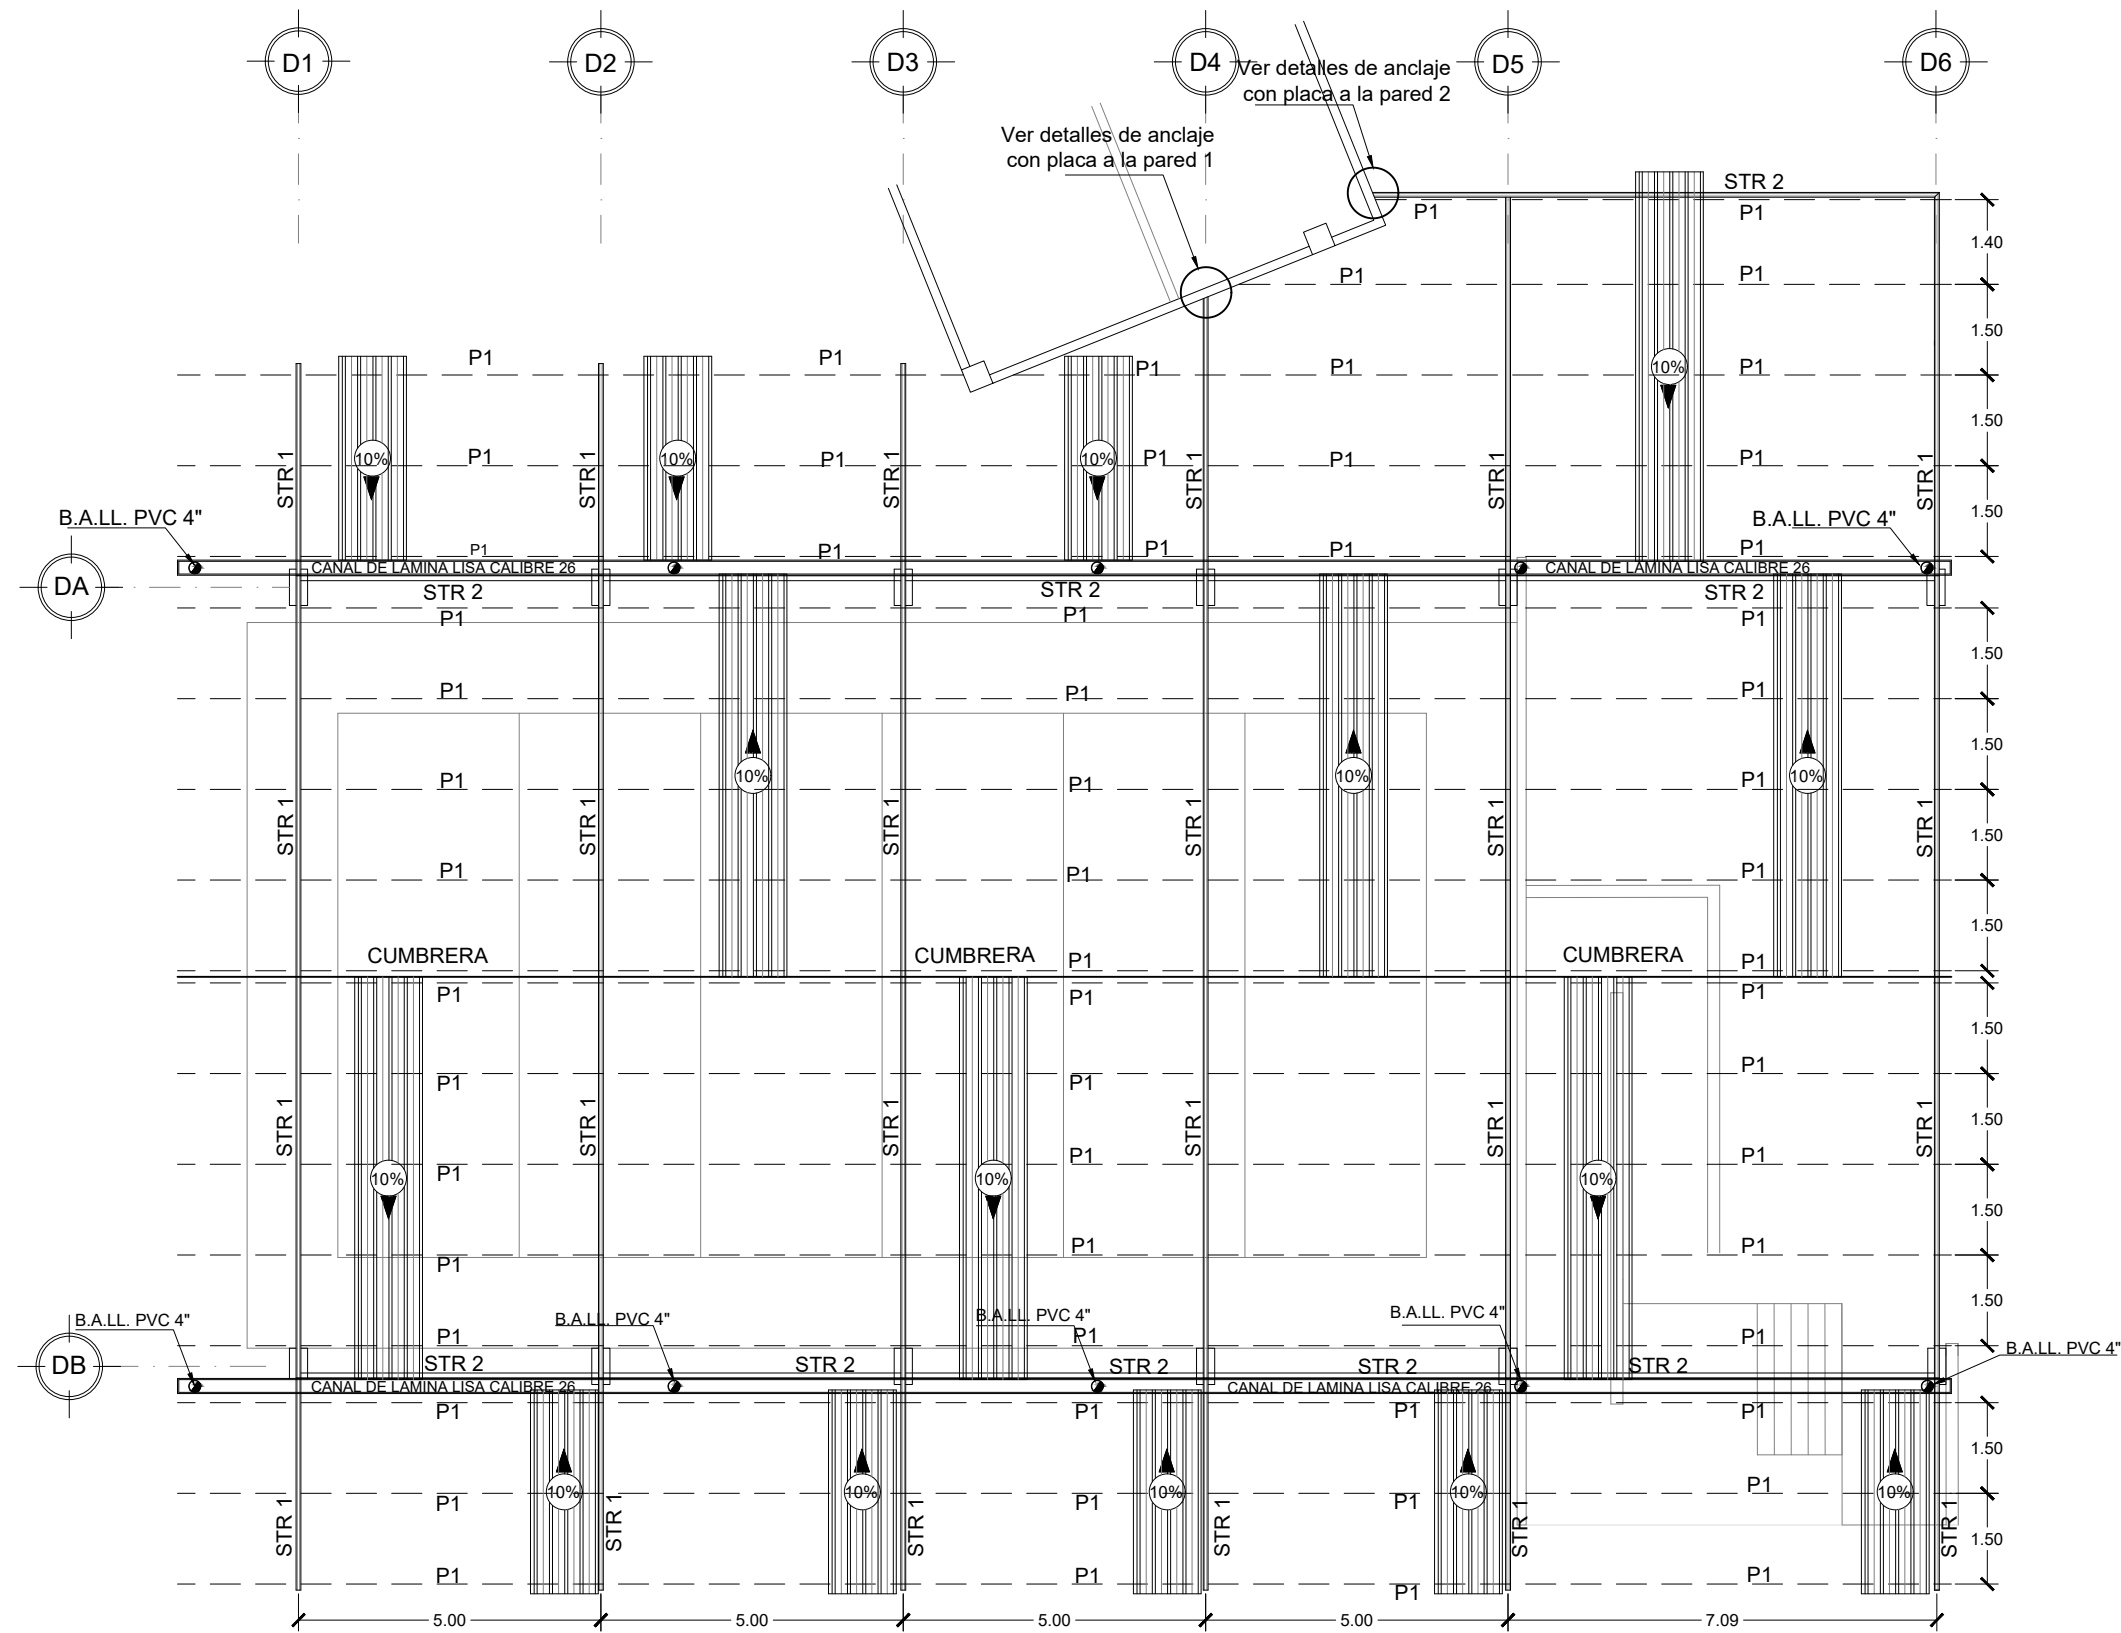 D1 D2 D3 D4 D5 D6
Ver detalles de anclaje
con placa a la pared 2
Ver detalles de anclaje
con placa a la pared 1
STR 2
P1 P1
1.40
P1 P1
1.50
P1 P1 P1 P1 P1
10%
1.50
P1 P1 P1 P1 P1
10% 10% 10%
STR 1 STR 1 STR 1 STR 1 STR 1 STR 1
1.50
B.A.LL. PVC 4" B.A.LL. PVC 4"
P1 P1 P1 P1 P1
CANAL DE LAMINA LISA CALIBRE 26 CANAL DE LAMINA LISA CALIBRE 26
DA
STR 2 STR 2 STR 2
P1 P1 P1
1.50
P1 P1 P1
1.50
10% 10% 10%
P1 P1 P1
STR 1 STR 1 STR 1 STR 1 STR 1 STR 1
1.50
P1 P1 P1
1.50
CUMBRERA CUMBRERA CUMBRERA
P1 P1
P1 P1 P1
1.50
P1 P1 P1
STR 1 STR 1 STR 1 STR 1 STR 1 STR 1
1.50
P1 P1 P1
10% 10% 10%
1.50
P1 P1 P1
1.50
B.A.LL. PVC 4" B.A.LL. PVC 4" B.A.LL. PVC 4" B.A.LL. PVC 4"
P1 P1 P1
B.A.LL. PVC 4"
DB
STR 2 STR 2 STR 2 STR 2 STR 2
CANAL DE LAMINA LISA CALIBRE 26 CANAL DE LAMINA LISA CALIBRE 26
P1 P1 P1 P1
1.50
10% 10% 10% 10% 10%
P1 P1 P1 P1
STR 1 STR 1 STR 1 STR 1 STR 1 STR 1
1.50
P1 P1 P1 P1
5.00 5.00 5.00 5.00 7.09